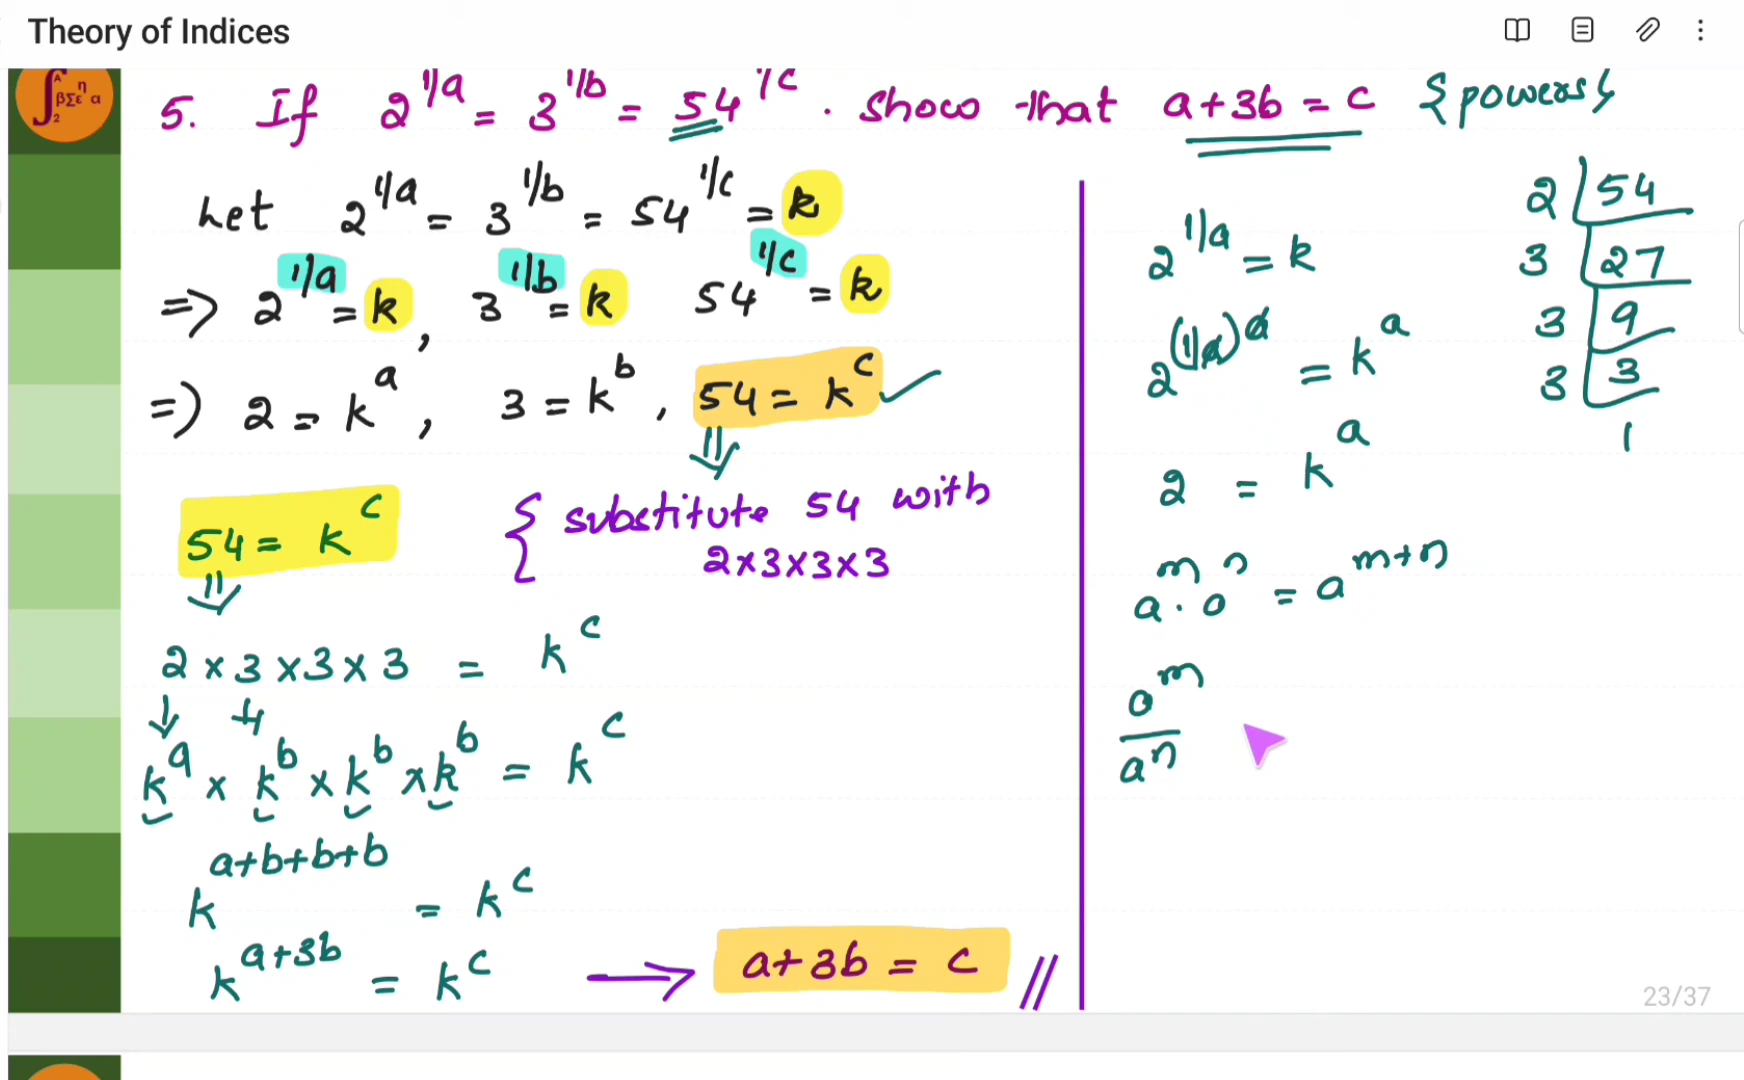 Theory of Indices
5. If 2^1/a = 3^1/b = 54^1/c . Show that a+3b = c {powers}
Let 2^1/a = 3^1/b = 54^1/c = k
=> 2^1/a = k, 3^1/b = k 54^1/c = k
=> 2 = k^a, 3 = k^b, 54 = k^c ✓
54 = k^c
{ substitute 54 with
2×3×3×3
2 × 3 × 3 × 3 = k^c
k^a × k^b × k^b × k^b = k^c
k^a+b+b+b = k^c
k^a+3b = k^c → a+3b = c //
2^1/a = k
2^(1/a)a = k^a
2 = k^a
a^m . a^n = a^m+n
a^m
a^n
2 54
3 27
3 9
3 3
1
23/37